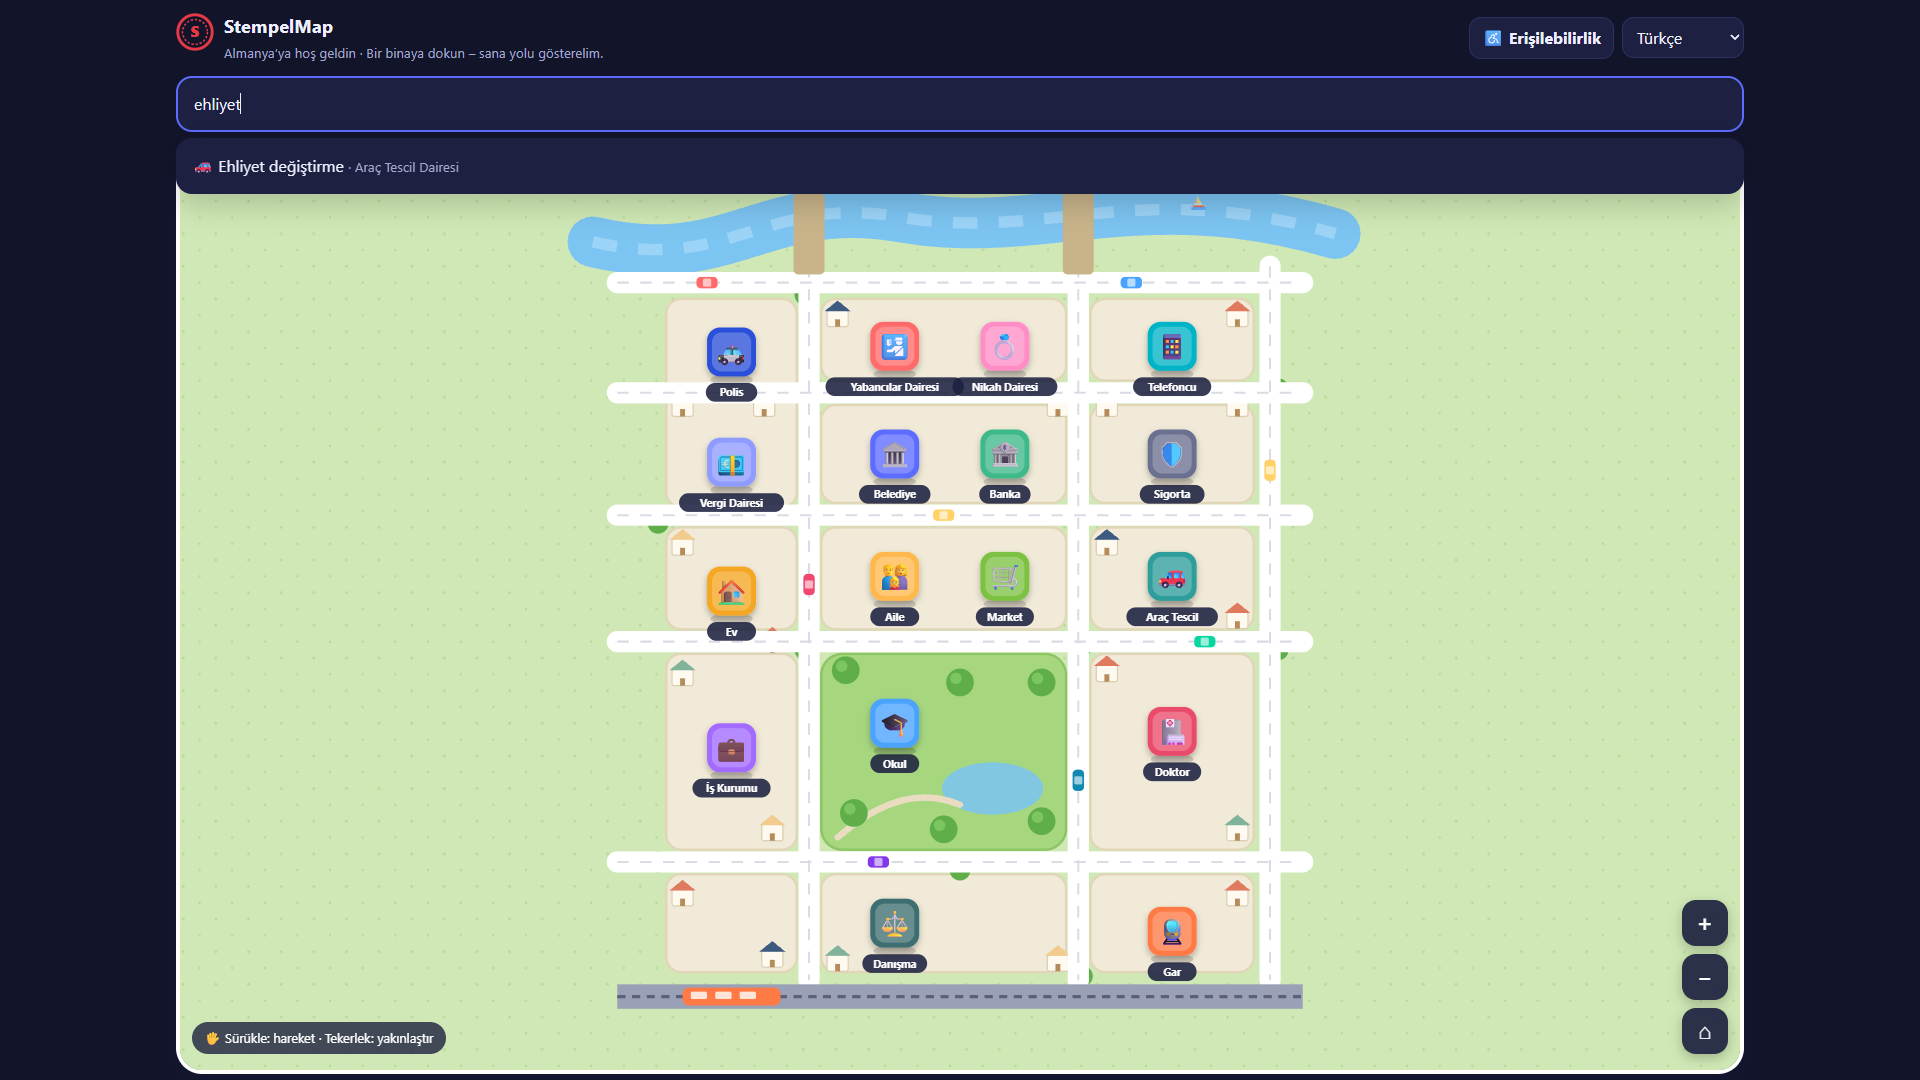 StempelMap
Almanya'ya hoş geldin · Bir binaya dokun – sana yolu gösterelim.
Erişilebilirlik
Türkçe
ehliyet
Ehliyet değiştirme · Araç Tescil Dairesi
Polis
Yabancılar Dairesi
Nikah Dairesi
Telefoncu
Vergi Dairesi
Belediye
Banka
Sigorta
Ev
Aile
Market
Araç Tescil
İş Kurumu
Okul
Doktor
Danışma
Gar
+
−
Sürükle: hareket · Tekerlek: yakınlaştır